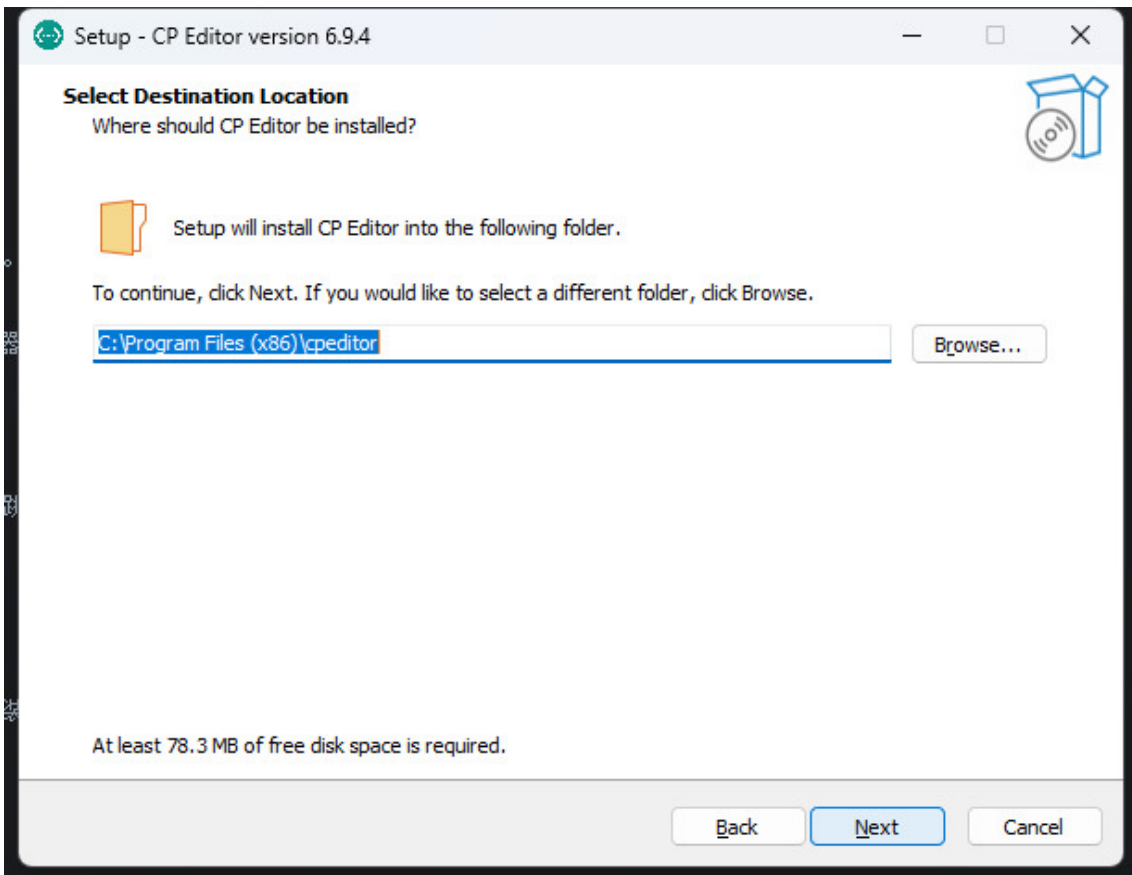 Setup - CP Editor version 6.9.4
Select Destination Location
Where should CP Editor be installed?
Setup will install CP Editor into the following folder.
To continue, click Next. If you would like to select a different folder, click Browse.
C:\Program Files (x86)\cpeditor
Browse...
At least 78.3 MB of free disk space is required.
Back
Next
Cancel